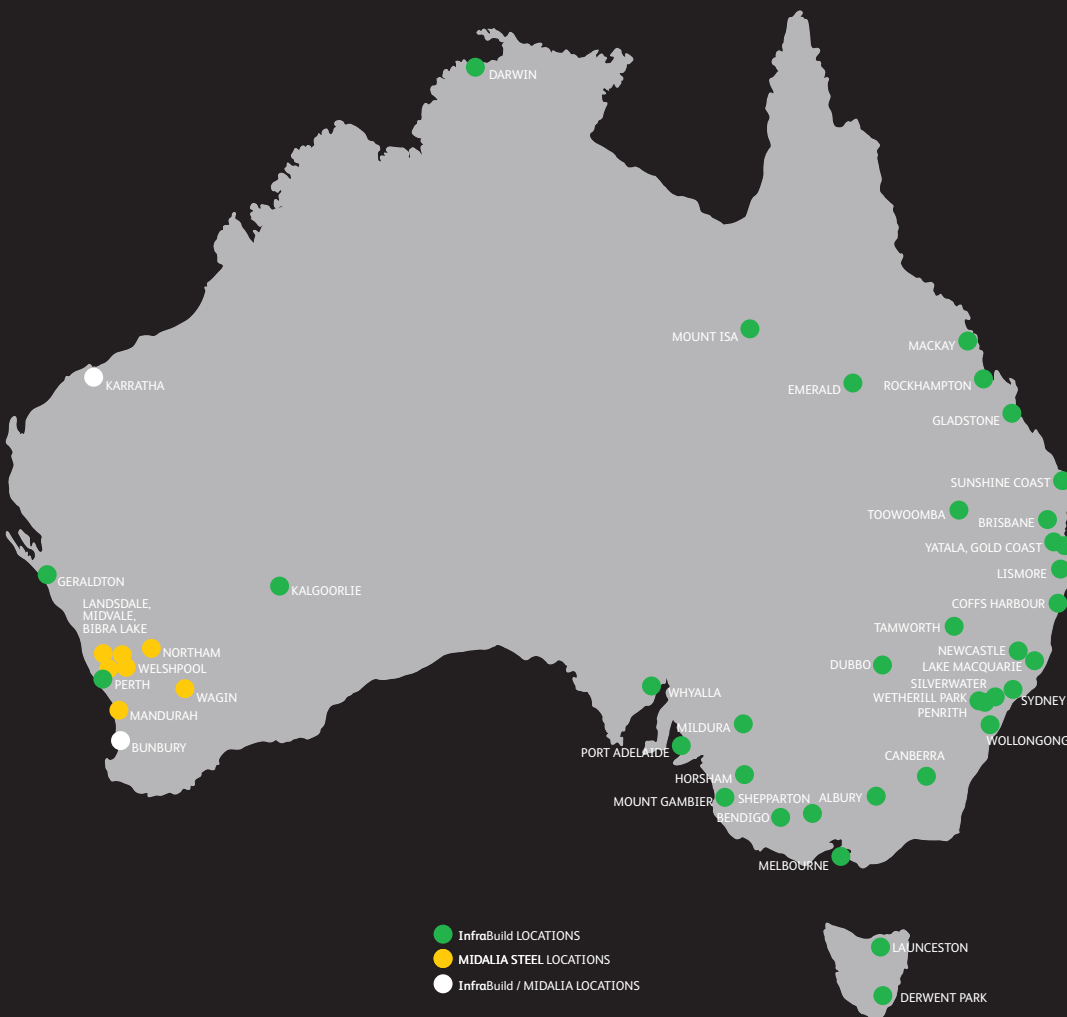 DARWIN
MOUNT ISA
MACKAY
KARRATHA
EMERALD
ROCKHAMPTON
GLADSTONE
SUNSHINE COAST
TOOWOOMBA
BRISBANE
YATALA, GOLD COAST
LISMORE
GERALDTON
KALGOORLIE
LANDSDALE,
MIDVALE,
BIBRA LAKE
COFFS HARBOUR
TAMWORTH
NORTHAM
NEWCASTLE
WELSHPOOL
DUBBO
LAKE MACQUARIE
PERTH
SILVERWATER
WAGIN
WHYALLA
WETHERILL PARK
SYDNEY
MANDURAH
PENRITH
MILDURA
BUNBURY
WOLLONGONG
PORT ADELAIDE
CANBERRA
HORSHAM
MOUNT GAMBIER
SHEPPARTON
ALBURY
BENDIGO
MELBOURNE
InfraBuild LOCATIONS
MIDALIA STEEL LOCATIONS
InfraBuild / MIDALIA LOCATIONS
LAUNCESTON
DERWENT PARK